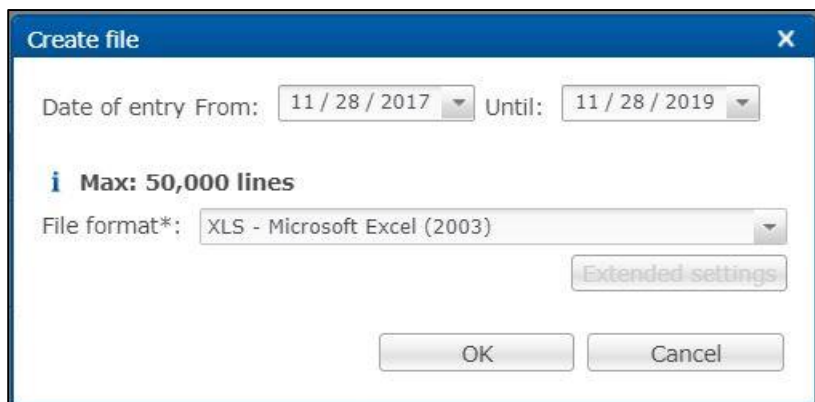 Create file X
Date of entry From: 11 / 28 / 2017 Until: 11 / 28 / 2019
i Max: 50,000 lines
File format*: XLS - Microsoft Excel (2003)
Extended settings
OK Cancel